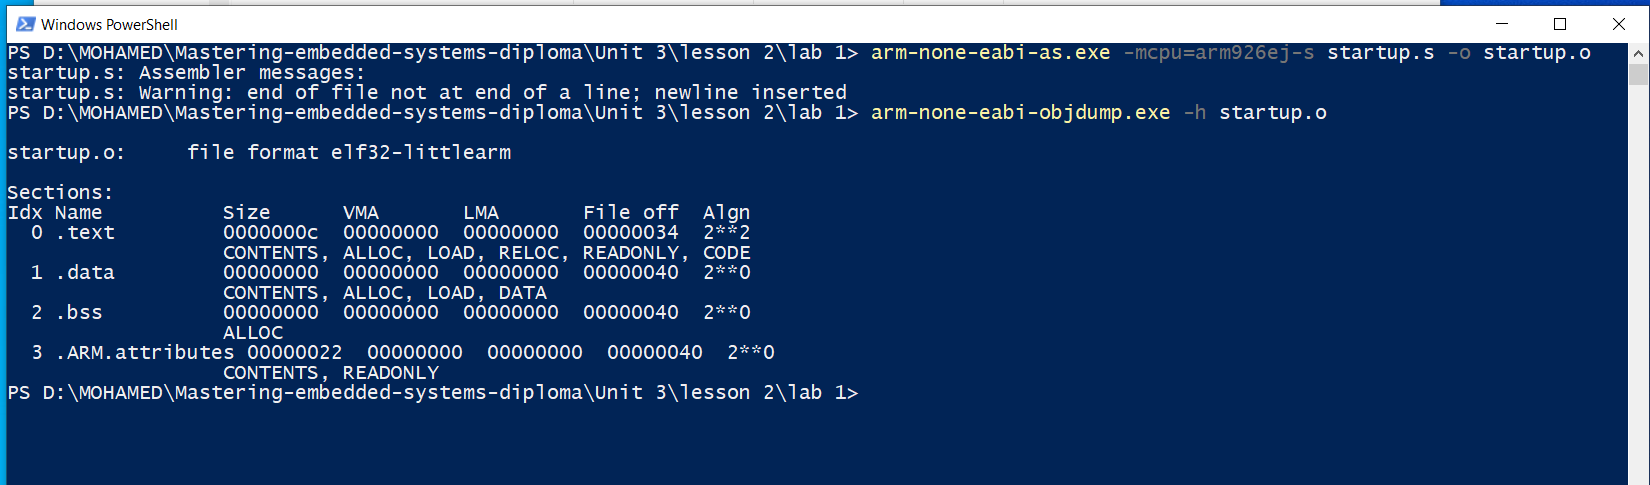 Windows PowerShell
PS D:\MOHAMED\Mastering-embedded-systems-diploma\Unit 3\lesson 2\lab 1> arm-none-eabi-as.exe -mcpu=arm926ej-s startup.s -o startup.o
startup.s: Assembler messages:
startup.s: Warning: end of file not at end of a line; newline inserted
PS D:\MOHAMED\Mastering-embedded-systems-diploma\Unit 3\lesson 2\lab 1> arm-none-eabi-objdump.exe -h startup.o
startup.o:     file format elf32-littlearm
Sections:
Idx Name          Size      VMA       LMA       File off  Algn
  0 .text         0000000c  00000000  00000000  00000034  2**2
                  CONTENTS, ALLOC, LOAD, RELOC, READONLY, CODE
  1 .data         00000000  00000000  00000000  00000040  2**0
                  CONTENTS, ALLOC, LOAD, DATA
  2 .bss          00000000  00000000  00000000  00000040  2**0
                  ALLOC
  3 .ARM.attributes 00000022  00000000  00000000  00000040  2**0
                  CONTENTS, READONLY
PS D:\MOHAMED\Mastering-embedded-systems-diploma\Unit 3\lesson 2\lab 1>